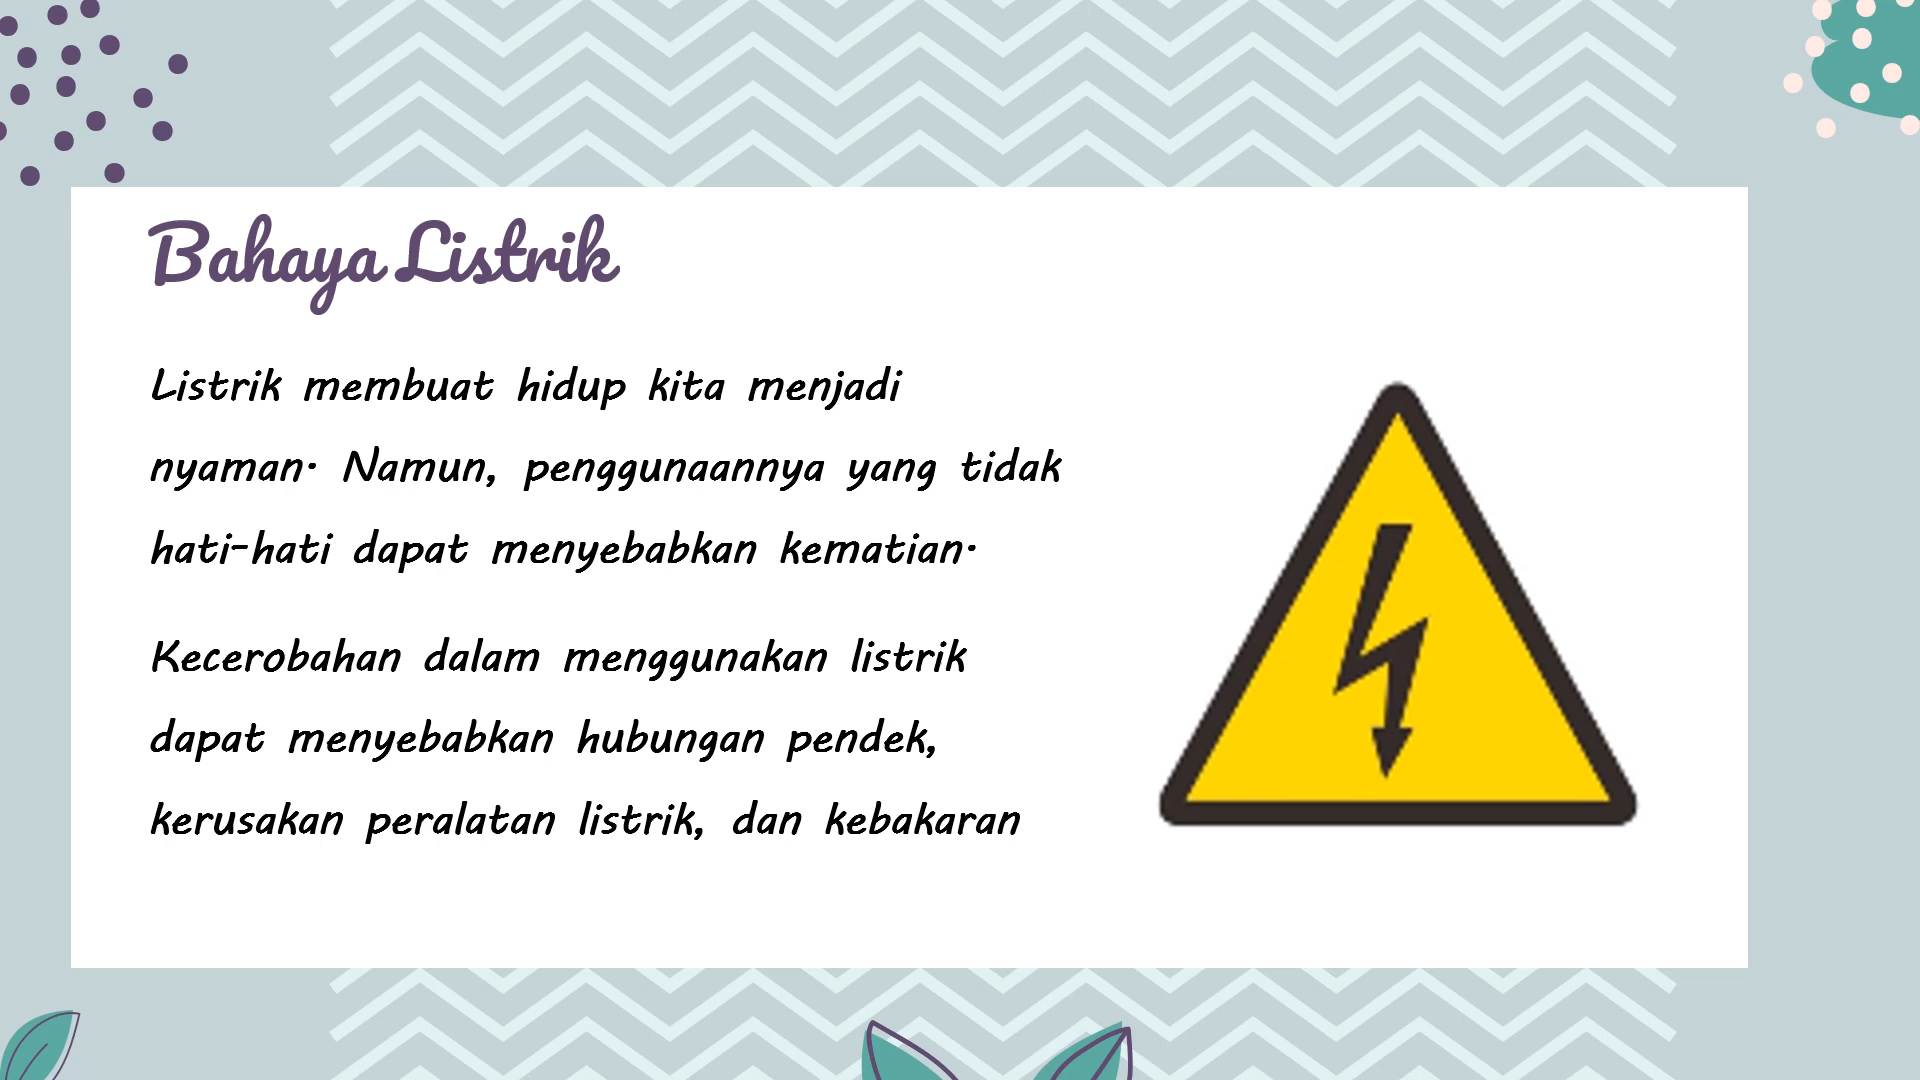 Bahaya Listrik
Listrik membuat hidup kita menjadi
nyaman. Namun, penggunaannya yang tidak
hati-hati dapat menyebabkan kematian.
Kecerobahan dalam menggunakan listrik
dapat menyebabkan hubungan pendek,
kerusakan peralatan listrik, dan kebakaran